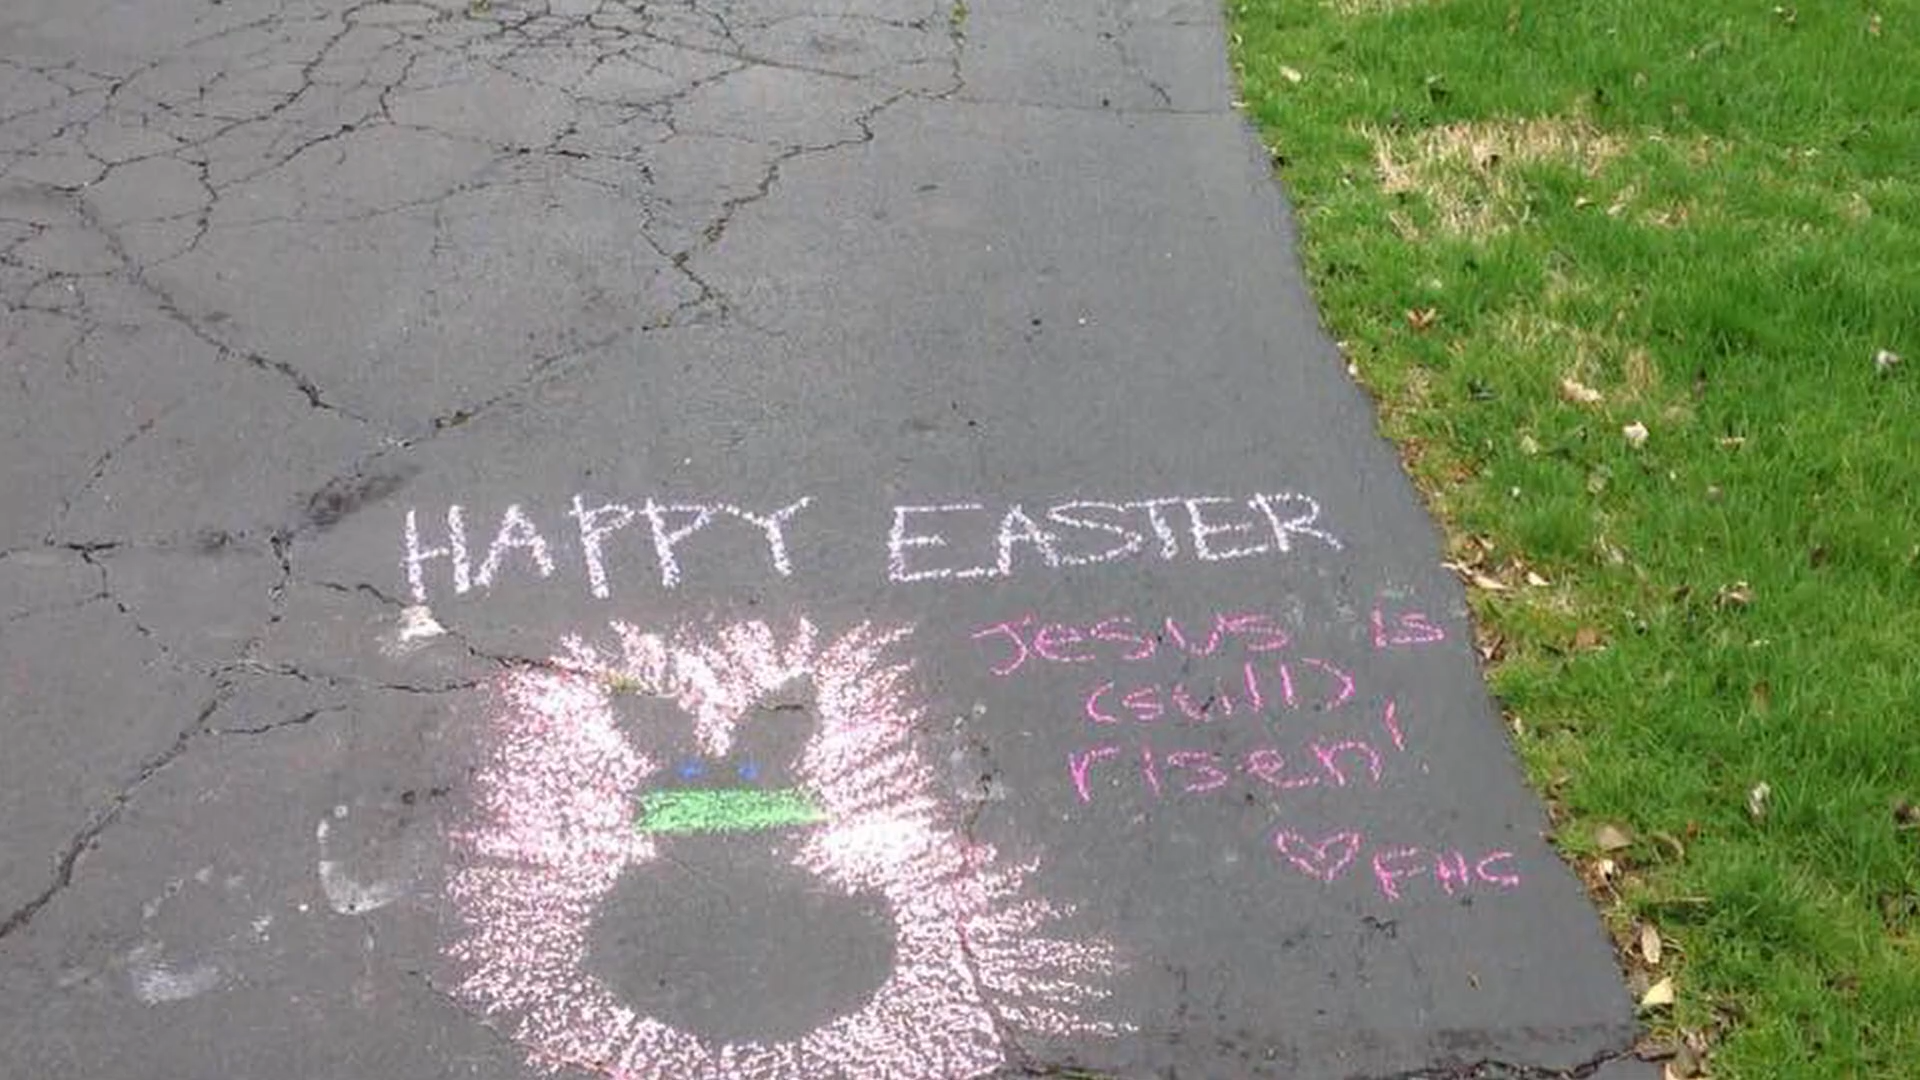 HAPPY EASTER
Jesus is
(still)
risen!
♡ FHC